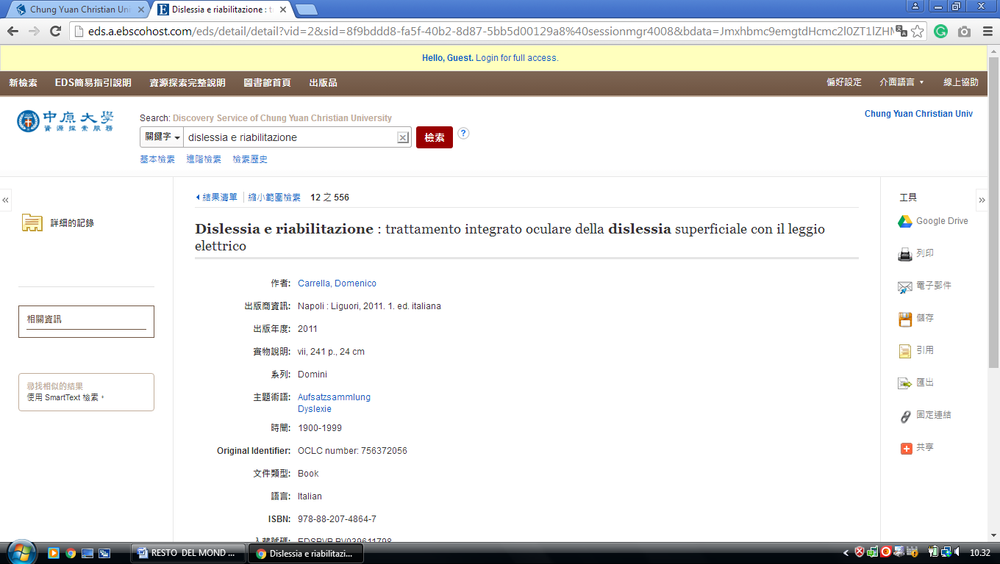 Chung Yuan Christian Uni
Dislessia e riabilitazione : t
eds.a.ebscohost.com/eds/detail/detail?vid=2&sid=8f9bddd8-fa5f-40b2-8d87-5bb5d00129a8%40sessionmgr4008&bdata=Jmxhbmc9emgtdHcmc2l0ZT1lZHM
Hello, Guest. Login for full access.
新檢索 EDS簡易指引說明 資源探索完整說明 圖書館首頁 出版品 偏好設定 介面語言 線上協助
中原大學
資源探索服務
Search: Discovery Service of Chung Yuan Christian University
Chung Yuan Christian Univ
關鍵字 dislessia e riabilitazione 檢索 ?
基本檢索 進階檢索 檢索歷史
« »
詳細的記錄
相關資訊
尋找相似的結果
使用 SmartText 檢索。
結果清單 縮小範圍檢索 12 之 556
Dislessia e riabilitazione : trattamento integrato oculare della dislessia superficiale con il leggio
elettrico
作者: Carrella, Domenico
出版商資訊: Napoli : Liguori, 2011. 1. ed. italiana
出版年度: 2011
實物說明: vii, 241 p., 24 cm
系列: Domini
主題術語: Aufsatzsammlung
Dyslexie
時間: 1900-1999
Original Identifier: OCLC number: 756372056
文件類型: Book
語言: Italian
ISBN: 978-88-207-4864-7
入藏號碼: EDSBVB.BV039611798
工具
Google Drive
列印
電子郵件
儲存
引用
匯出
固定連結
共享
RESTO DEL MOND ...
Dislessia e riabilitazi...
10.32